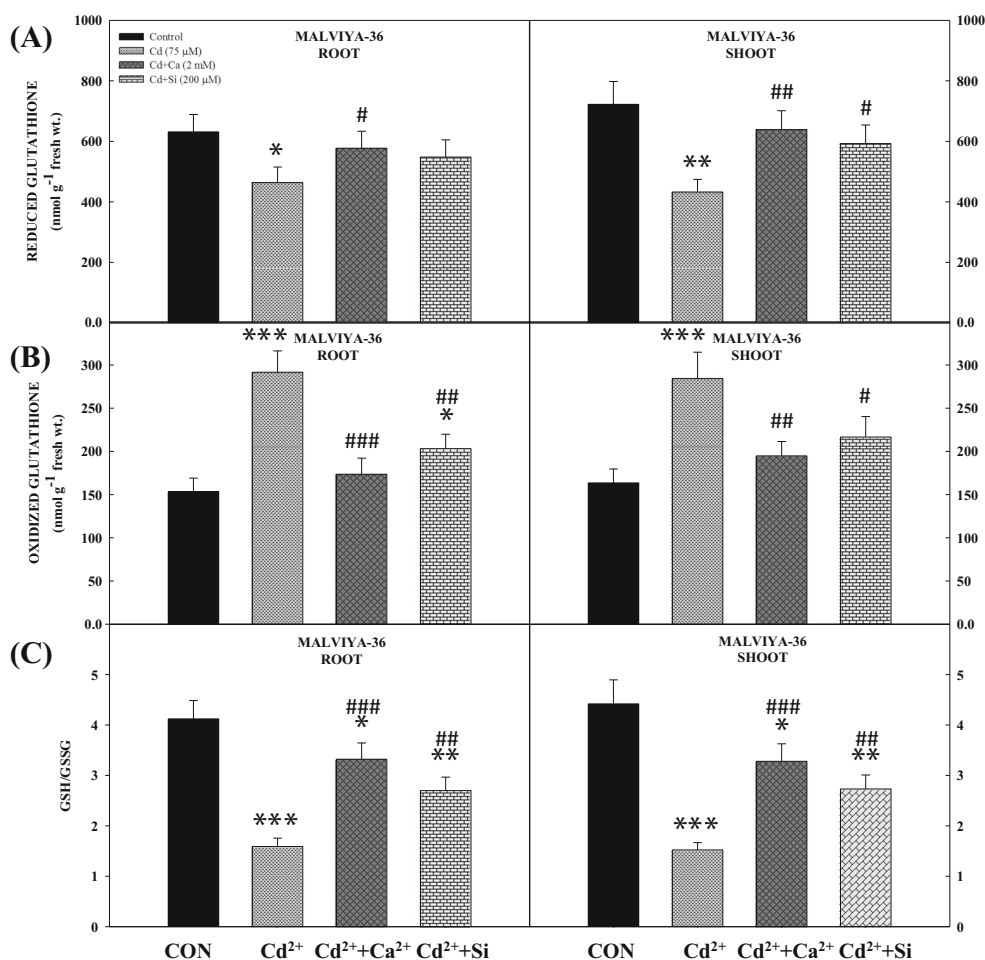 (A)
REDUCED GLUTATHIONE
(nmol g⁻¹ fresh wt.)
1000
800
600
400
200
0.0
Control
Cd (75 µM)
Cd+Ca (2 mM)
Cd+Si (200 µM)
MALVIYA-36
ROOT
*
#
MALVIYA-36
SHOOT
**
##
#
1000
800
600
400
200
0.0
(B)
OXIDIZED GLUTATHIONE
(nmol g⁻¹ fresh wt.)
300
250
200
150
100
50
0.0
MALVIYA-36
ROOT
***
###
##
*
MALVIYA-36
SHOOT
***
##
#
300
250
200
150
100
50
0.0
(C)
GSH/GSSG
5
4
3
2
1
0
MALVIYA-36
ROOT
***
###
*
##
**
MALVIYA-36
SHOOT
***
###
*
##
**
5
4
3
2
1
0
CON Cd²⁺ Cd²⁺+Ca²⁺ Cd²⁺+Si CON Cd²⁺ Cd²⁺+Ca²⁺ Cd²⁺+Si